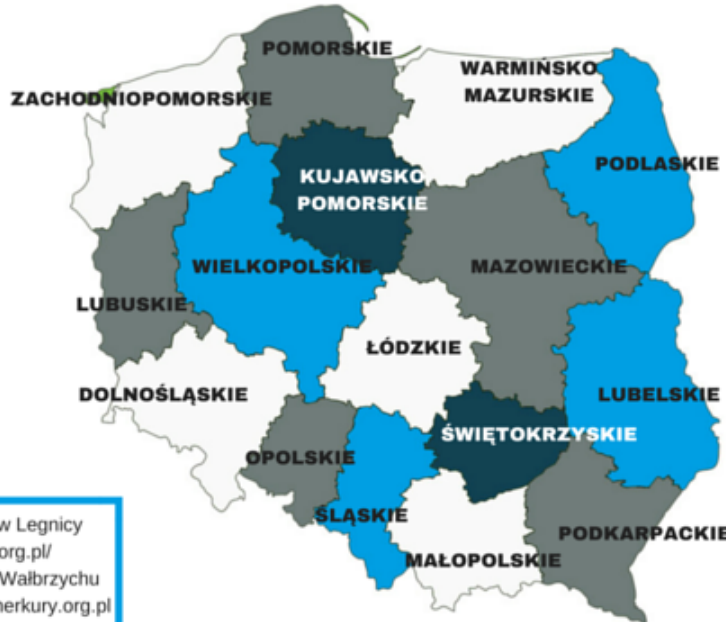 POMORSKIE
WARMIŃSKO
MAZURSKIE
ZACHODNIOPOMORSKIE
PODLASKIE
KUJAWSKO
POMORSKIE
WIELKOPOLSKIE
MAZOWIECKIE
LUBUSKIE
ŁÓDZKIE
DOLNOŚLĄSKIE
LUBELSKIE
ŚWIĘTOKRZYSKIE
OPOLSKIE
ŚLĄSKIE
PODKARPACKIE
MAŁOPOLSKIE
w Legnicy
org.pl/
Wałbrzychu
erkury.org.pl